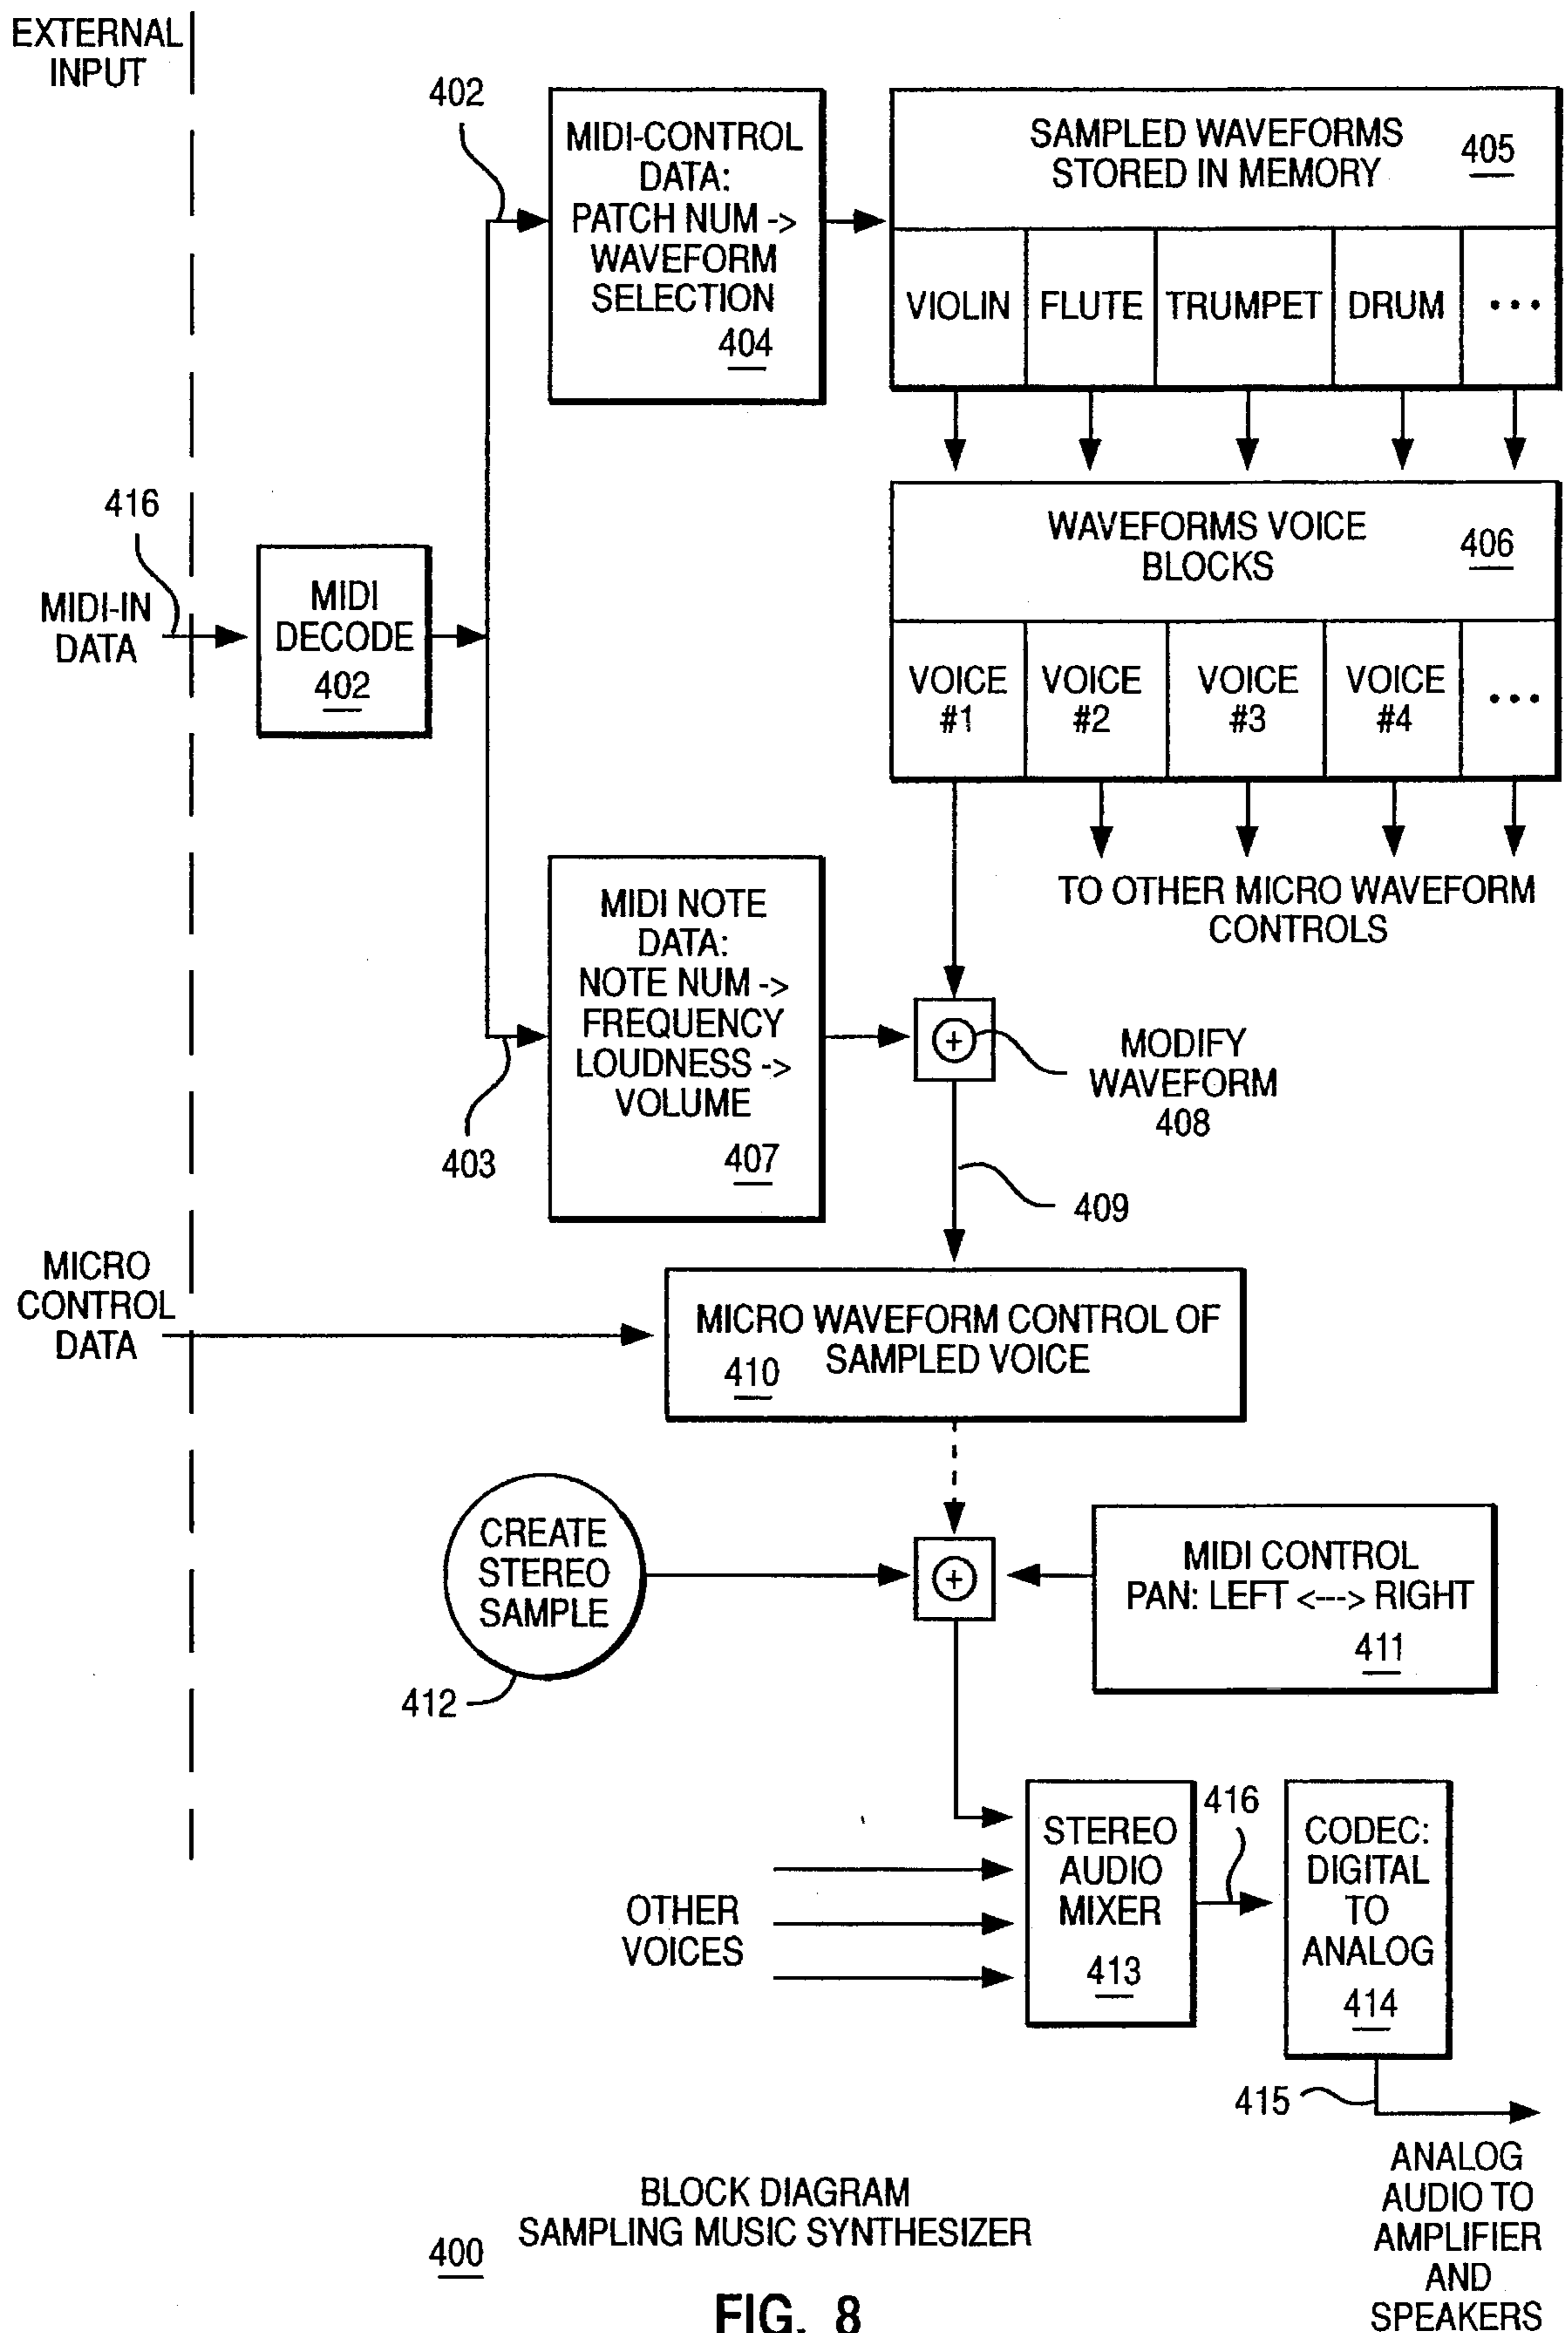 EXTERNAL
INPUT
402
MIDI-CONTROL
DATA:
PATCH NUM ->
WAVEFORM
SELECTION
404
SAMPLED WAVEFORMS
STORED IN MEMORY
405
VIOLIN
FLUTE
TRUMPET
DRUM
...
416
MIDI-IN
DATA
MIDI
DECODE
402
WAVEFORMS VOICE
BLOCKS
406
VOICE
#1
VOICE
#2
VOICE
#3
VOICE
#4
...
TO OTHER MICRO WAVEFORM
CONTROLS
MIDI NOTE
DATA:
NOTE NUM ->
FREQUENCY
LOUDNESS ->
VOLUME
407
403
+
MODIFY
WAVEFORM
408
409
MICRO
CONTROL
DATA
MICRO WAVEFORM CONTROL OF
SAMPLED VOICE
410
CREATE
STEREO
SAMPLE
412
+
MIDI CONTROL
PAN: LEFT <---> RIGHT
411
OTHER
VOICES
STEREO
AUDIO
MIXER
413
416
CODEC:
DIGITAL
TO
ANALOG
414
415
ANALOG
AUDIO TO
AMPLIFIER
AND
SPEAKERS
BLOCK DIAGRAM
SAMPLING MUSIC SYNTHESIZER
400
FIG. 8